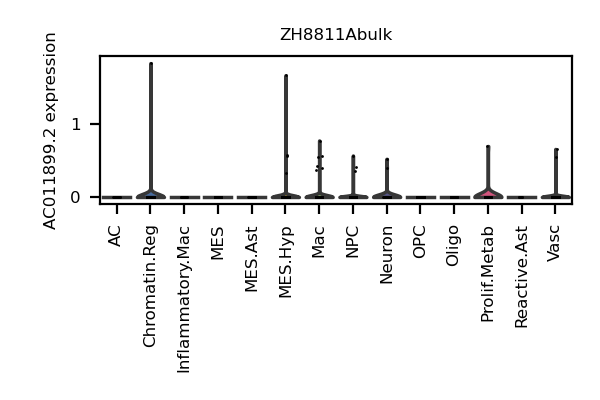 ZH8811Abulk
AC011899.2 expression
1
0
AC
Chromatin.Reg
Inflammatory.Mac
MES
MES.Ast
MES.Hyp
Mac
NPC
Neuron
OPC
Oligo
Prolif.Metab
Reactive.Ast
Vasc